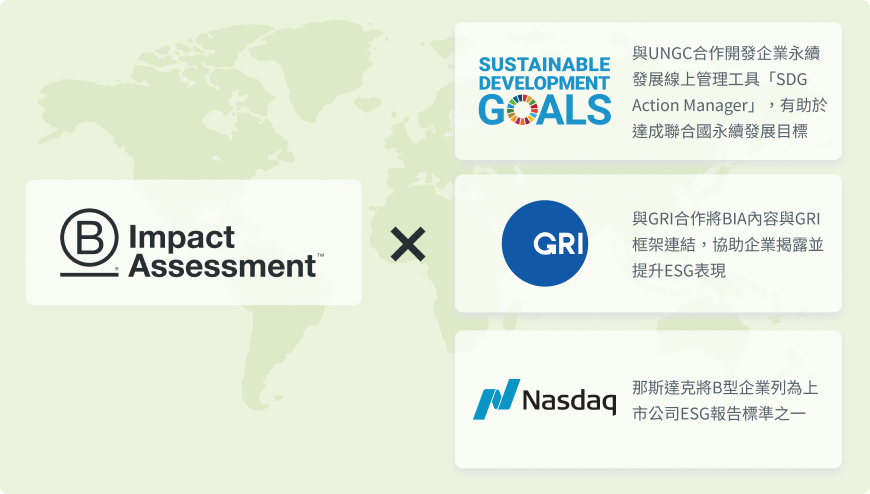 B Impact
Assessment™
®
×
SUSTAINABLE
DEVELOPMENT
GOALS
與UNGC合作開發企業永續
發展線上管理工具「SDG
Action Manager」，有助於
達成聯合國永續發展目標
GRI
與GRI合作將BIA內容與GRI
框架連結，協助企業揭露並
提升ESG表現
Nasdaq
那斯達克將B型企業列為上
市公司ESG報告標準之一